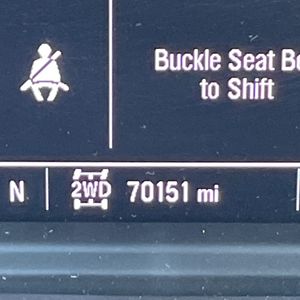 Buckle Seat Be
to Shift
N 2WD 70151 mi